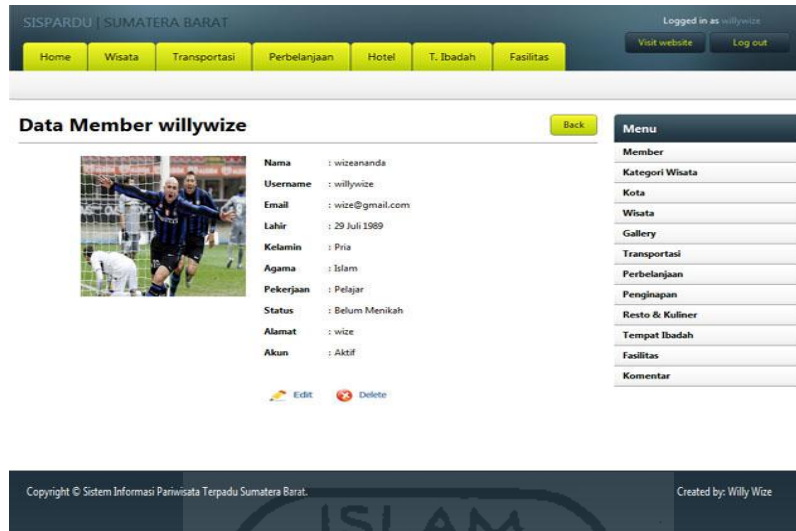 SISPARDU | SUMATERA BARAT
Logged in as willywize
Visit website Log out
Home Wisata Transportasi Perbelanjaan Hotel T. Ibadah Fasilitas
Data Member willywize
Back
Nama : wizeananda
Username : willywize
Email : wize@gmail.com
Lahir : 29 Juli 1989
Kelamin : Pria
Agama : Islam
Pekerjaan : Pelajar
Status : Belum Menikah
Alamat : wize
Akun : Aktif
Edit Delete
Menu
Member
Kategori Wisata
Kota
Wisata
Gallery
Transportasi
Perbelanjaan
Penginapan
Resto & Kuliner
Tempat Ibadah
Fasilitas
Komentar
Copyright © Sistem Informasi Pariwisata Terpadu Sumatera Barat.
Created by: Willy Wize
ISLAM